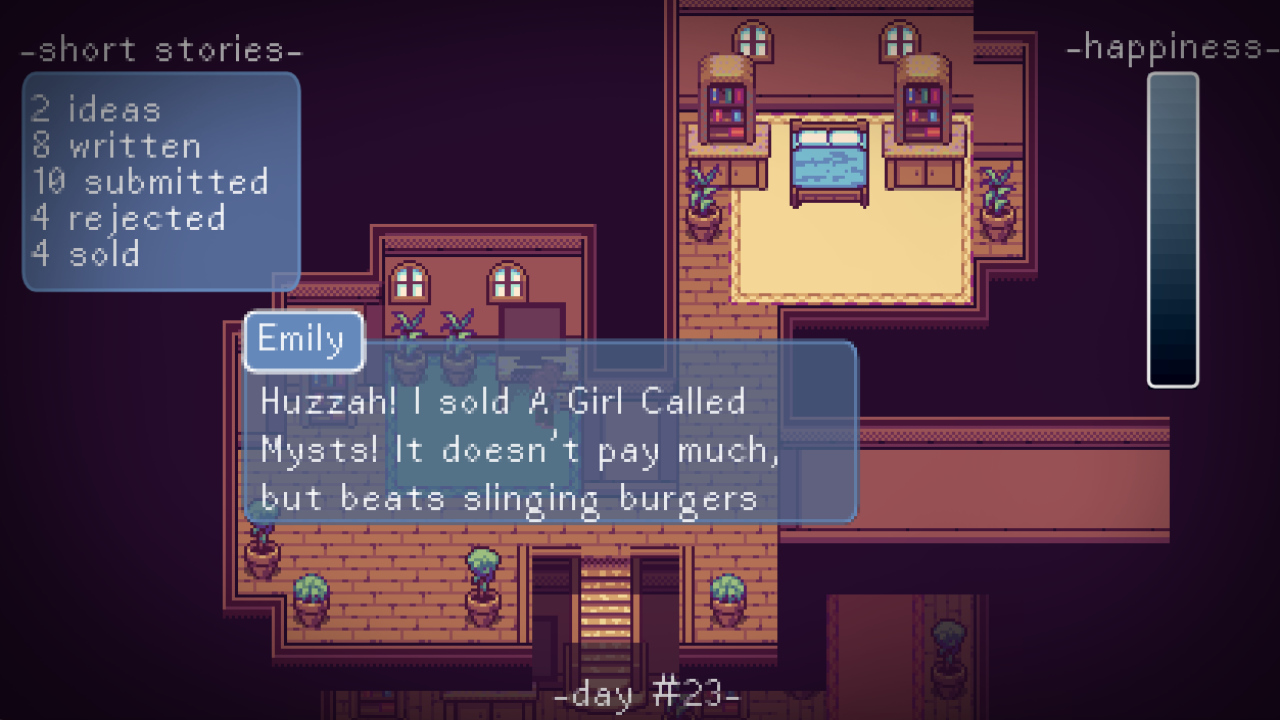 -short stories-
2 ideas
8 written
10 submitted
4 rejected
4 sold
-happiness-
Emily
Huzzah! I sold A Girl Called
Mysts! It doesn't pay much,
but beats slinging burgers
-day #23-